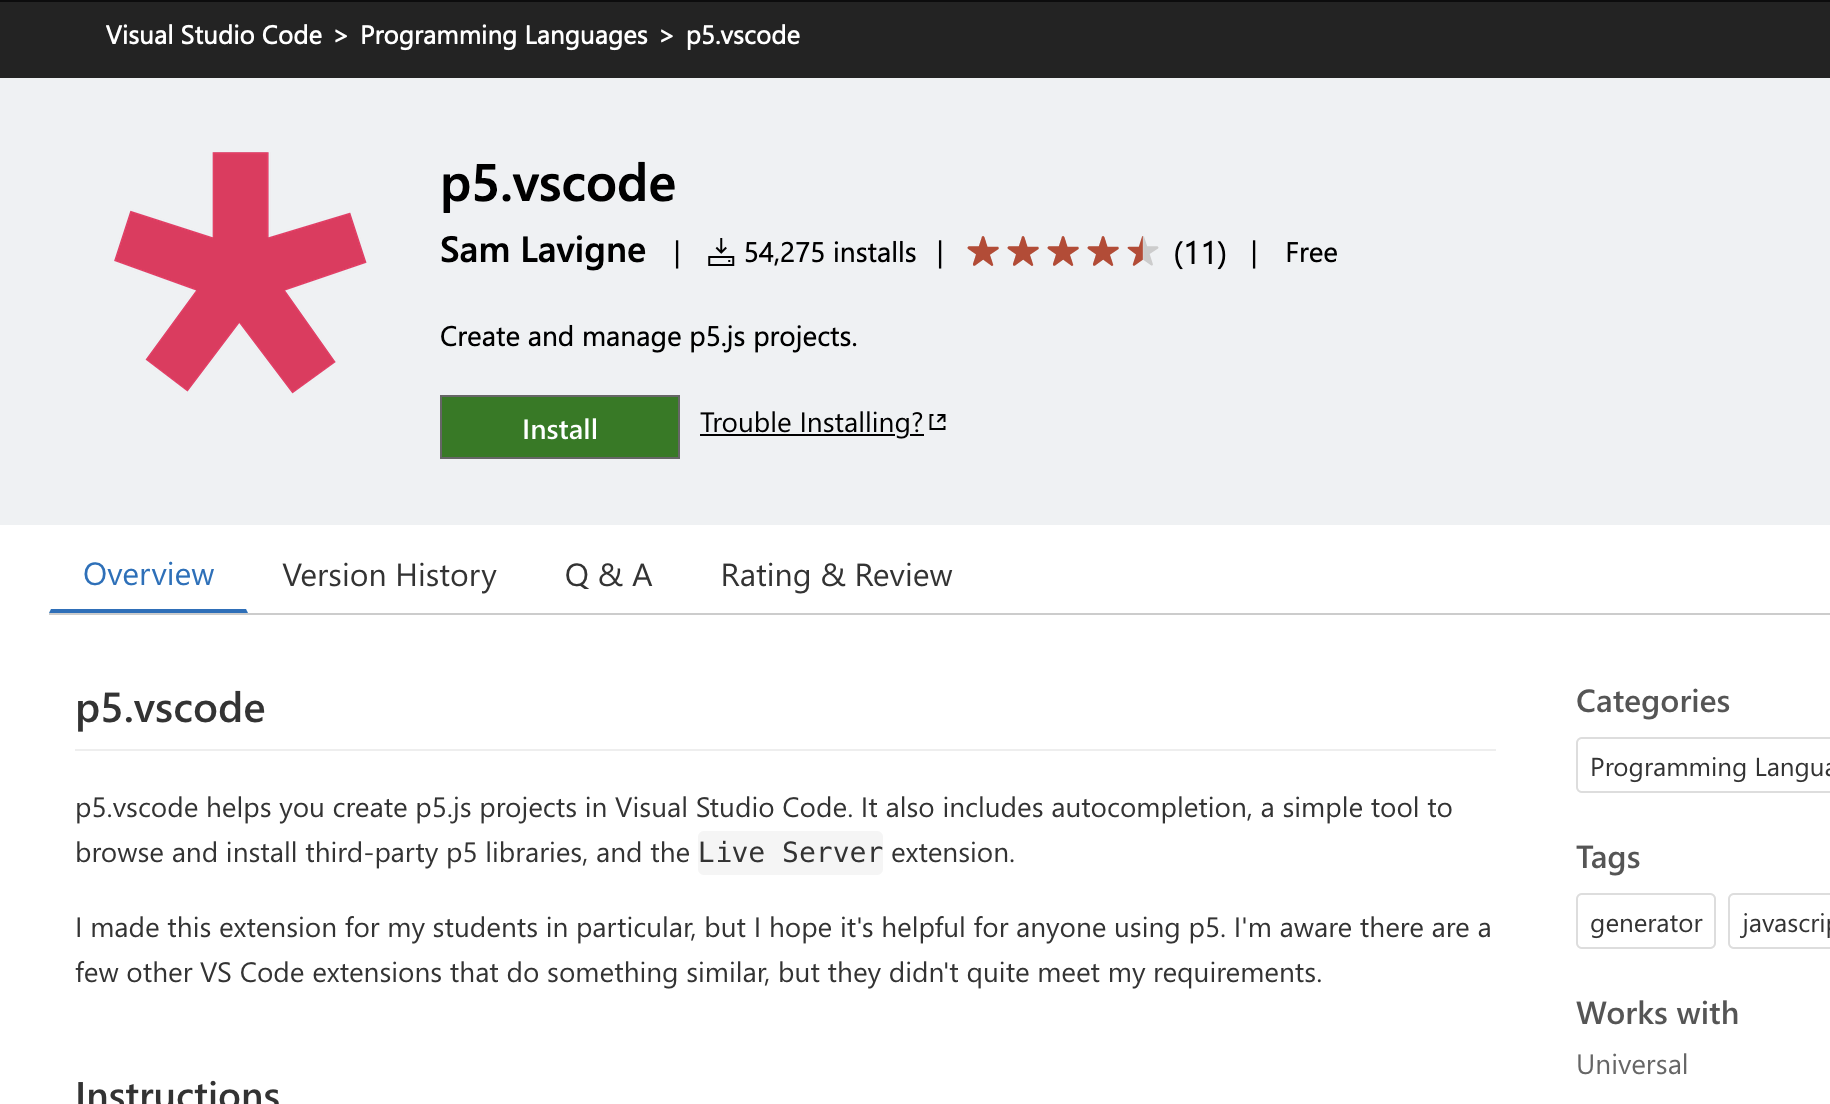 Visual Studio Code > Programming Languages > p5.vscode
p5.vscode
Sam Lavigne | 54,275 installs | (11) | Free
Create and manage p5.js projects.
Install Trouble Installing?
Overview Version History Q & A Rating & Review
p5.vscode
p5.vscode helps you create p5.js projects in Visual Studio Code. It also includes autocompletion, a simple tool to
browse and install third-party p5 libraries, and the Live Server extension.
I made this extension for my students in particular, but I hope it's helpful for anyone using p5. I'm aware there are a
few other VS Code extensions that do something similar, but they didn't quite meet my requirements.
Instructions
Categories
Programming Langua
Tags
generator javascrip
Works with
Universal